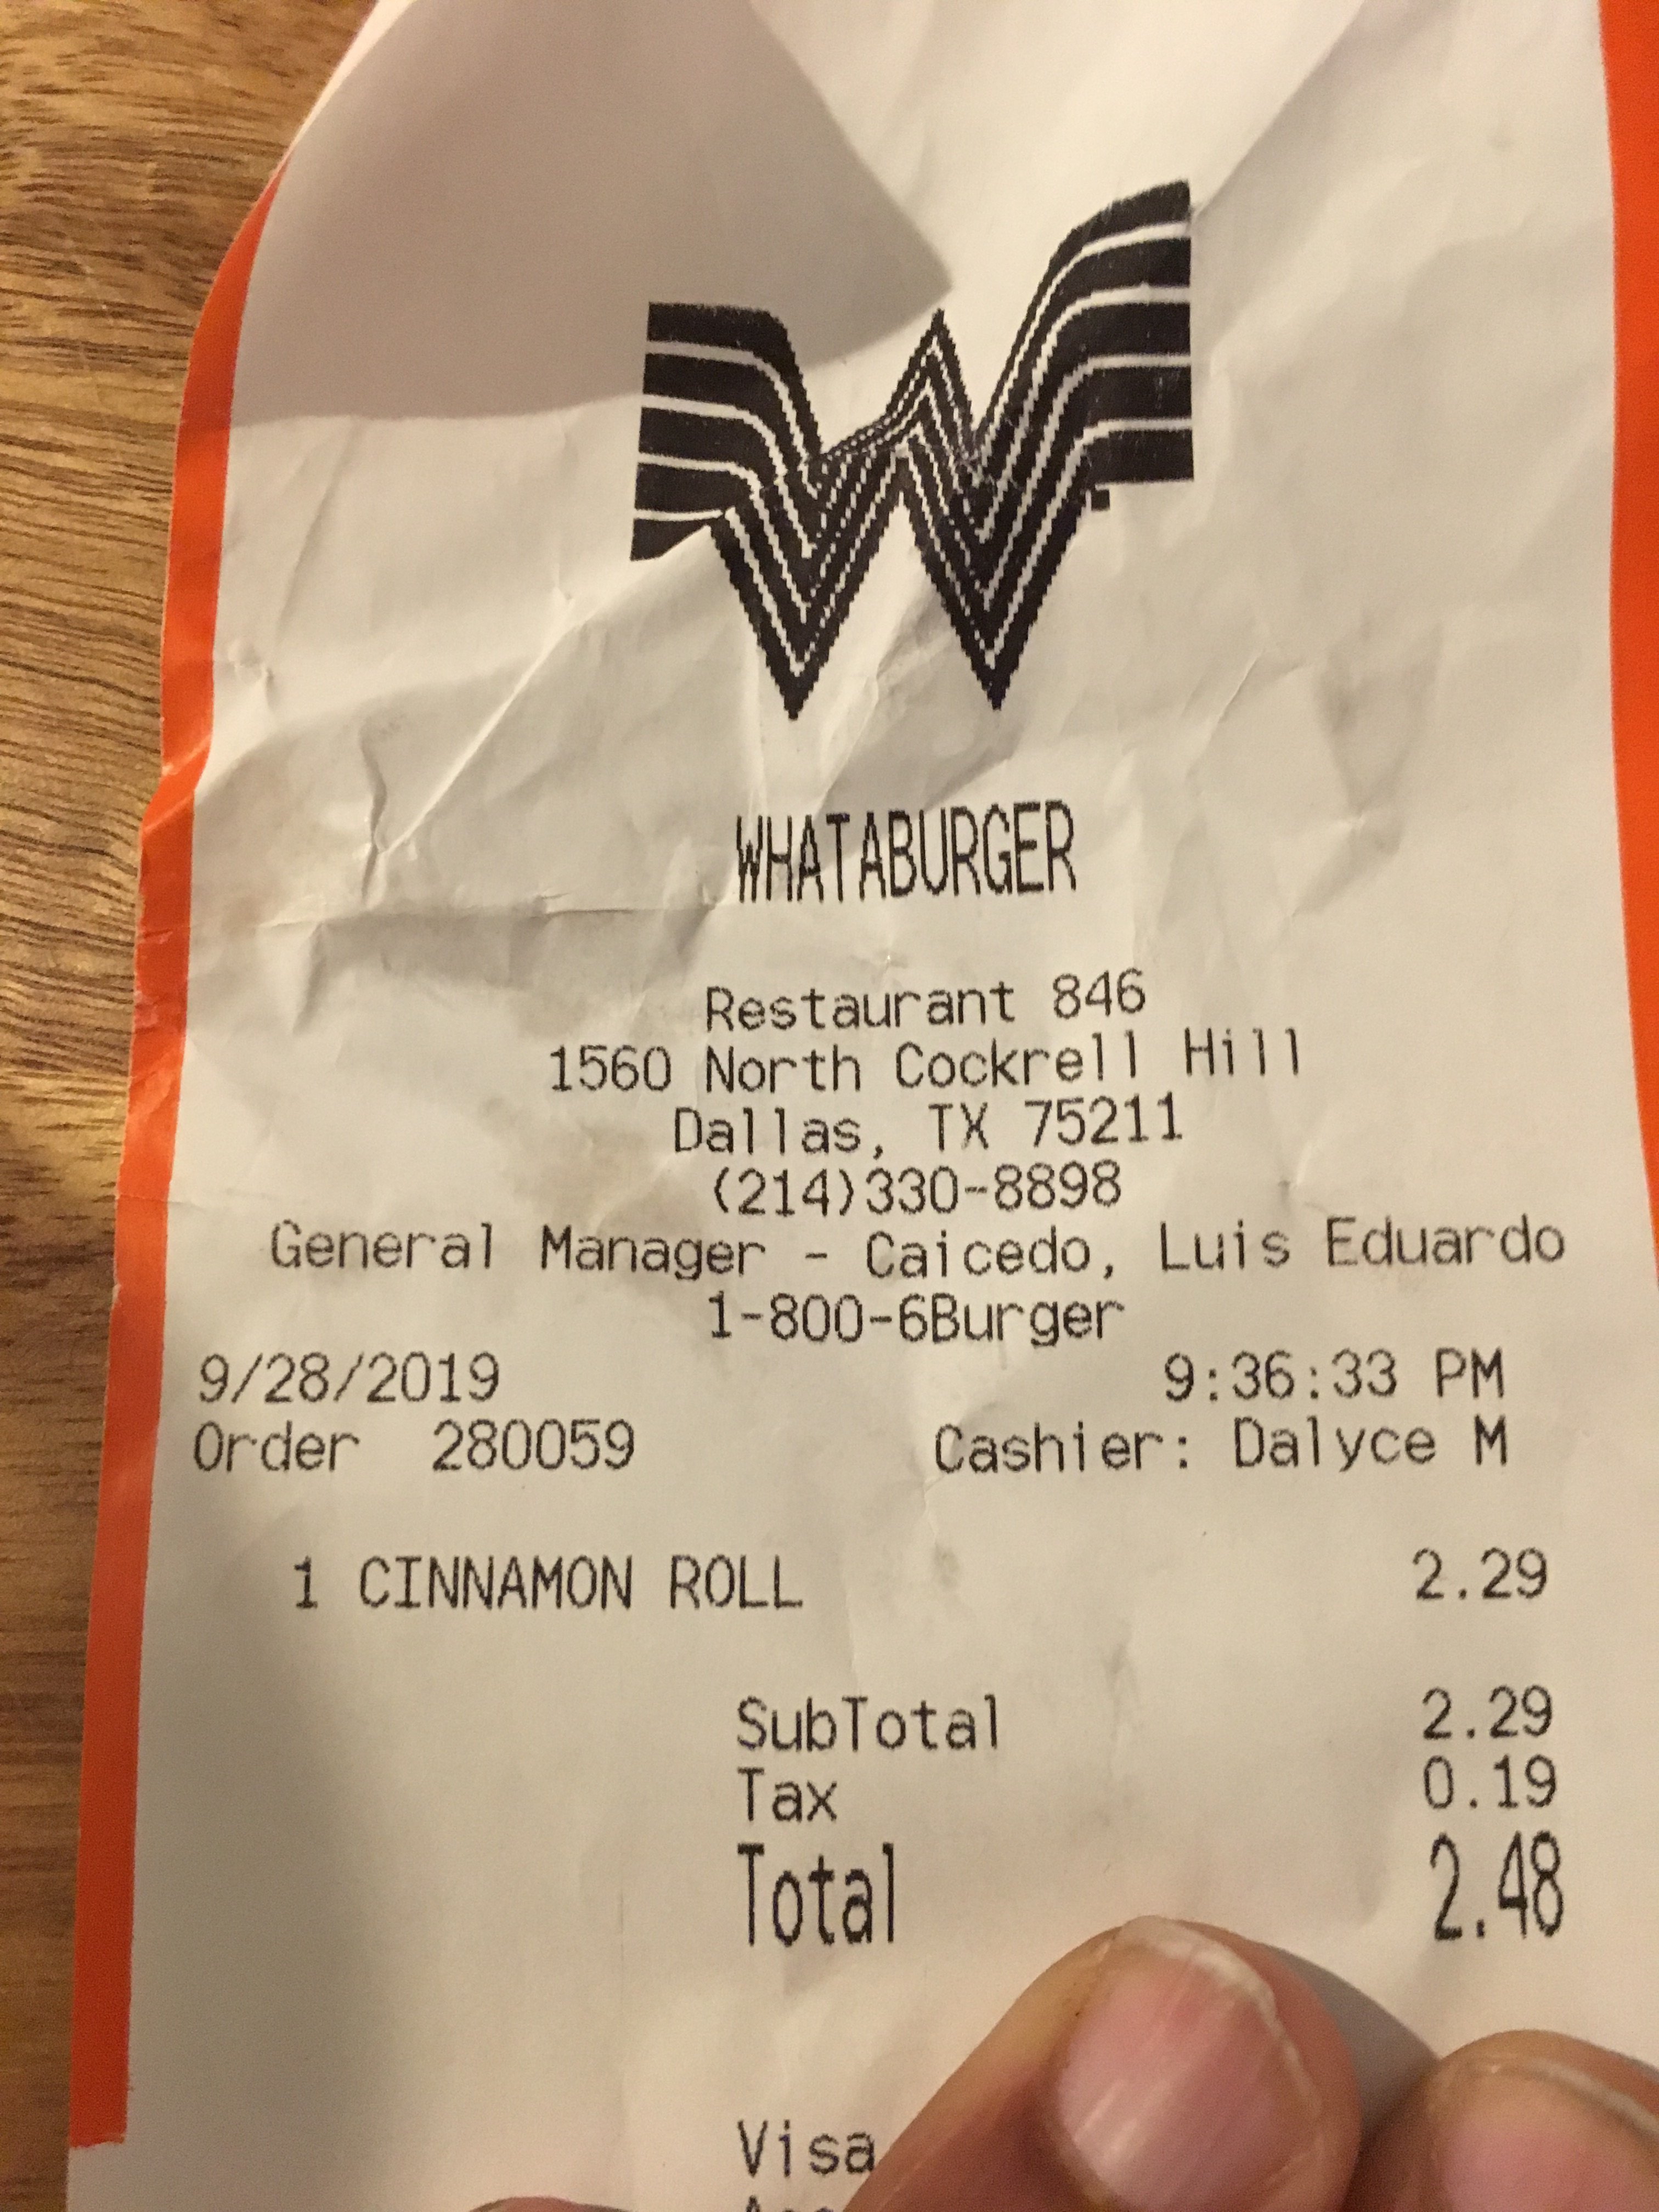 WHATABURGER
Restaurant 846
1560 North Cockrell Hill
Dallas, TX 75211
(214)330-8898
General Manager - Caicedo, Luis Eduardo
1-800-6Burger
9/28/2019 9:36:33 PM
Order 280059 Cashier: Dalyce M
1 CINNAMON ROLL 2.29
SubTotal 2.29
Tax 0.19
Total 2.48
Visa